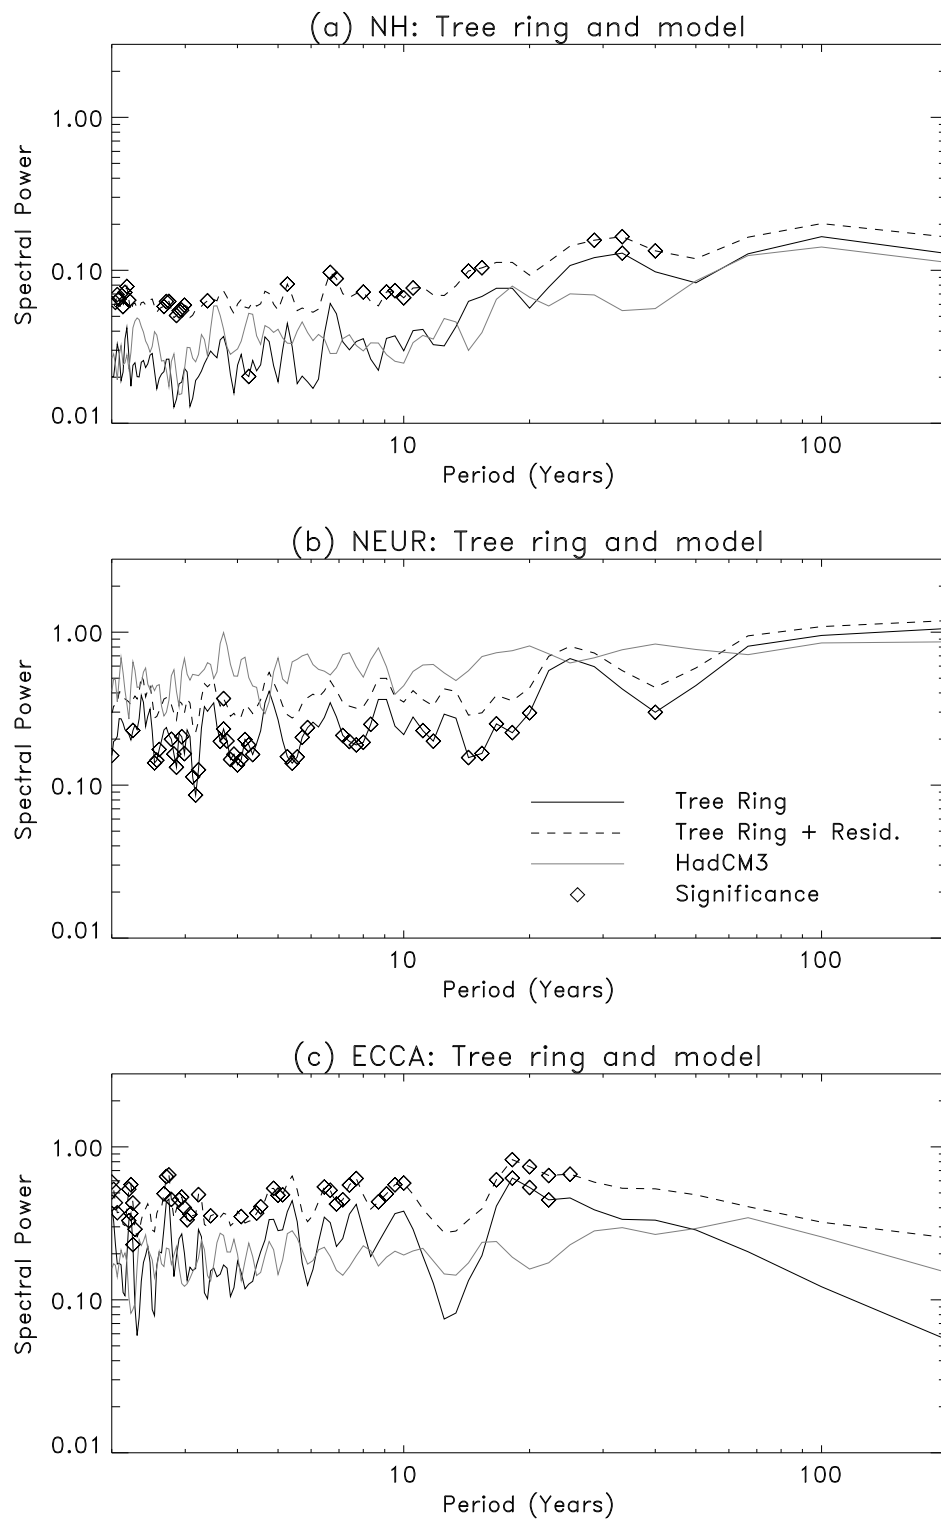 (a) NH: Tree ring and model
Spectral Power
1.00
0.10
0.01
10
100
Period (Years)
(b) NEUR: Tree ring and model
Spectral Power
1.00
0.10
0.01
Tree Ring
Tree Ring + Resid.
HadCM3
Significance
10
100
Period (Years)
(c) ECCA: Tree ring and model
Spectral Power
1.00
0.10
0.01
10
100
Period (Years)